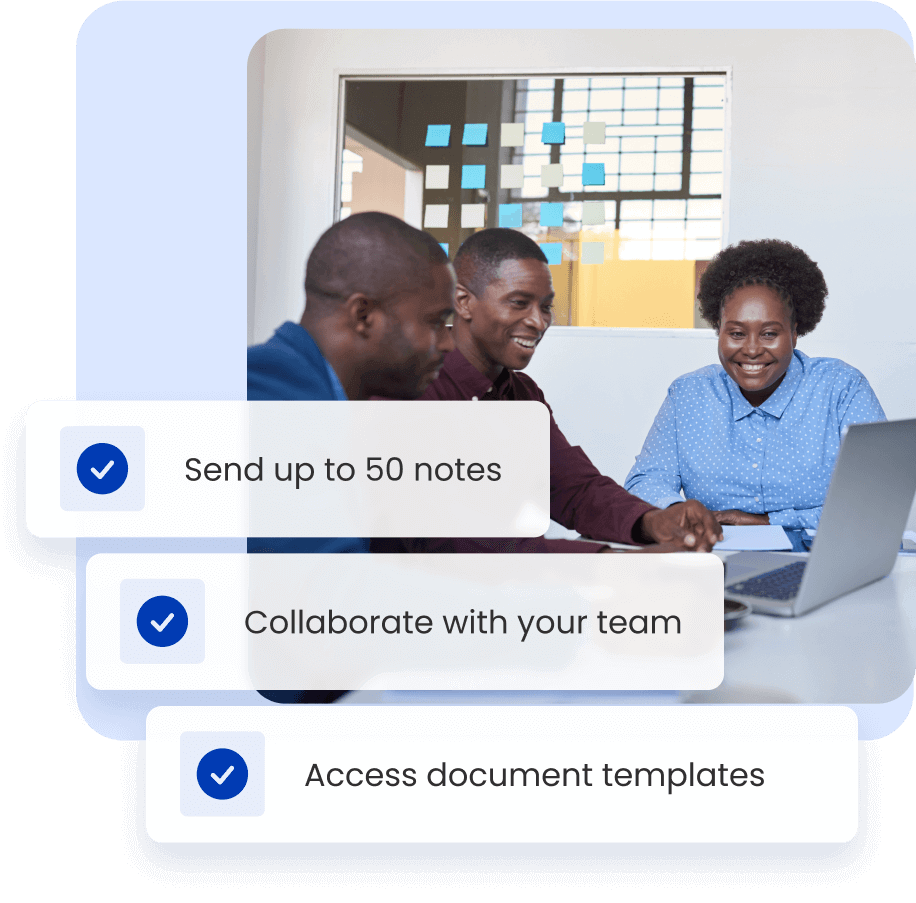 Send up to 50 notes
Collaborate with your team
Access document templates